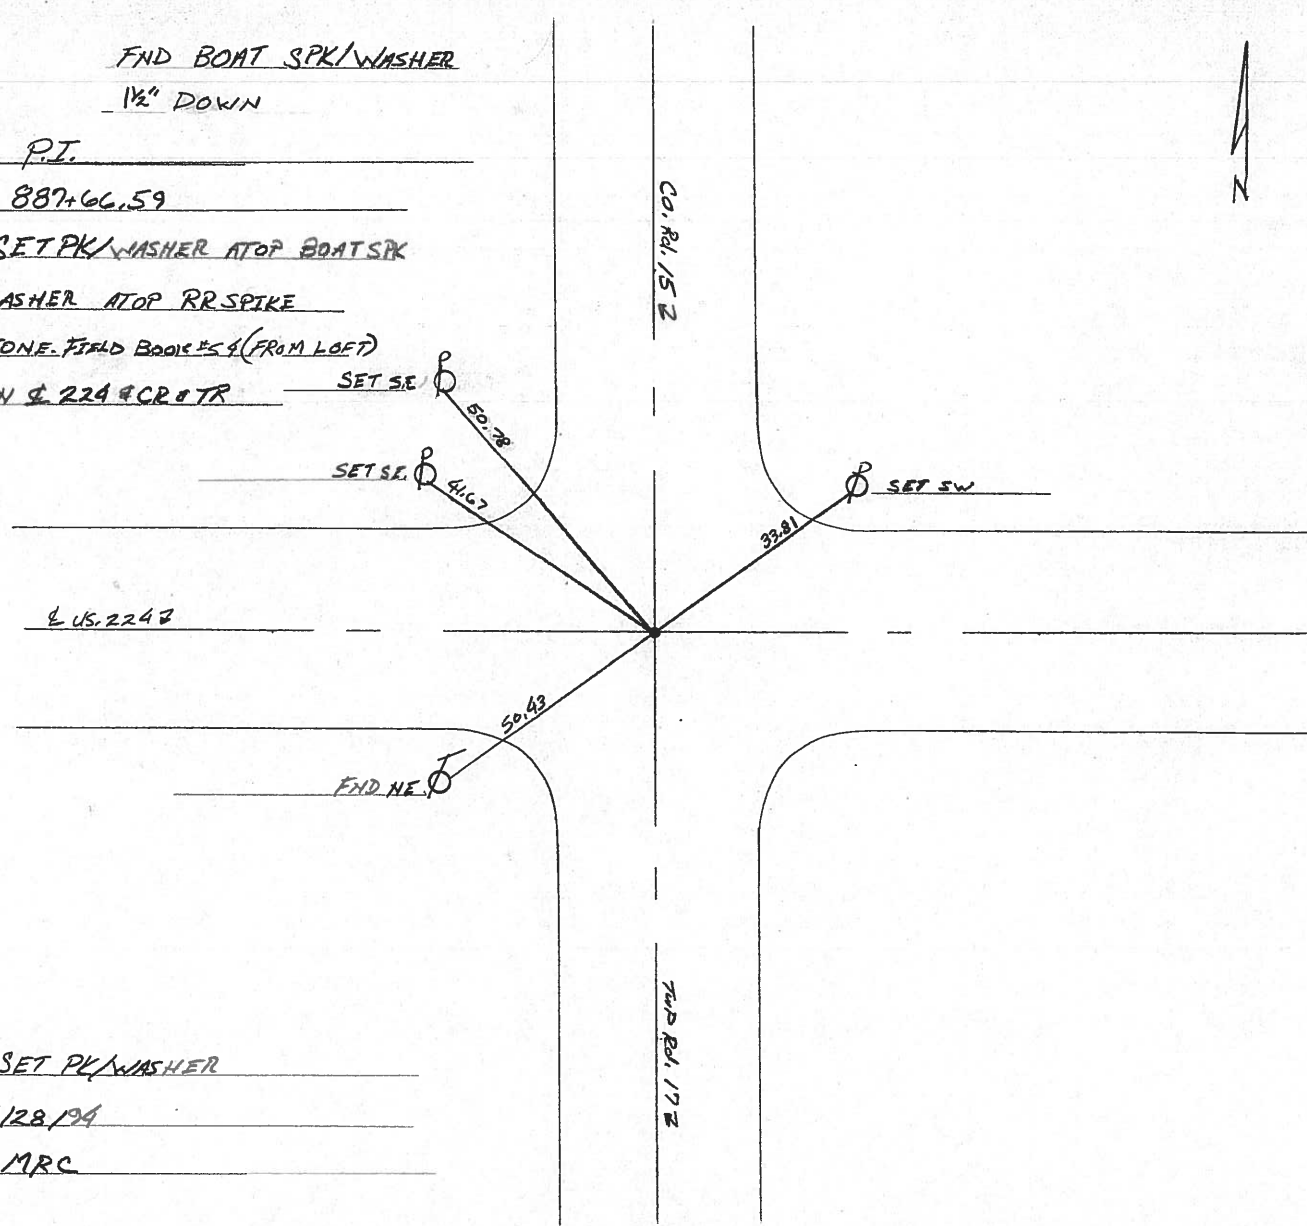 FND BOAT SPK/WASHER
1½" DOWN
P.I.
887+66.59
SET PK/WASHER ATOP BOAT SPK
ASHER ATOP RR SPIKE
ONE. FIELD BOOK #54 (FROM LOFT)
N ℄ 224 & CR & TR
SET S.E.
50.78
SET S.E.
41.67
SET SW
33.81
Co. Rd. 15
℄ US. 224
50.43
FND NE.
TWP Rd. 17
N
SET PK/WASHER
/28/94
MRC